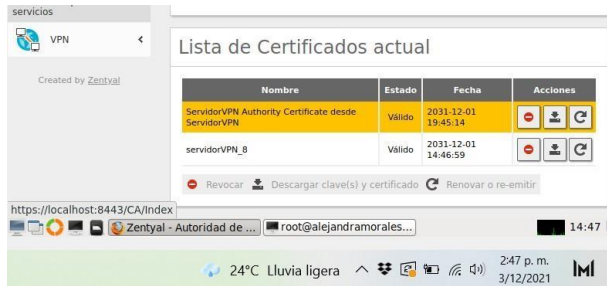 servicios
VPN
Created by Zentyal
Lista de Certificados actual
Nombre Estado Fecha Acciones
ServidorVPN Authority Certificate desde
ServidorVPN
Válido
2031-12-01
19:45:14
servidorVPN_8
Válido
2031-12-01
14:46:59
Revocar Descargar clave(s) y certificado Renovar o re-emitir
https://localhost:8443/CA/Index
Zentyal - Autoridad de ... root@alejandramorales... 14:47
24°C Lluvia ligera 2:47 p. m.
3/12/2021